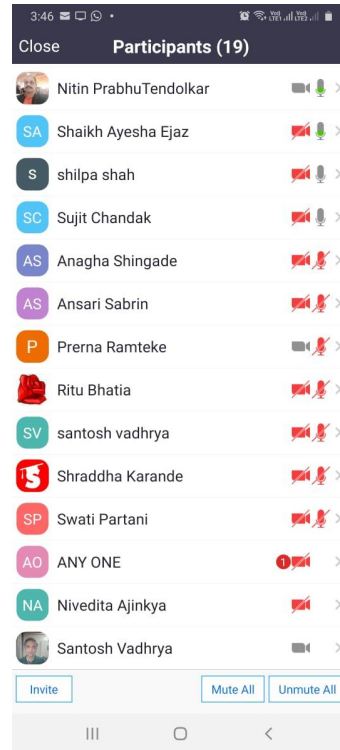 3:46
Close Participants (19)
Nitin PrabhuTendolkar
SA Shaikh Ayesha Ejaz
S shilpa shah
SC Sujit Chandak
AS Anagha Shingade
AS Ansari Sabrin
P Prerna Ramteke
Ritu Bhatia
SV santosh vadhrya
Shraddha Karande
SP Swati Partani
AO ANY ONE 1
NA Nivedita Ajinkya
Santosh Vadhrya
Invite Mute All Unmute All